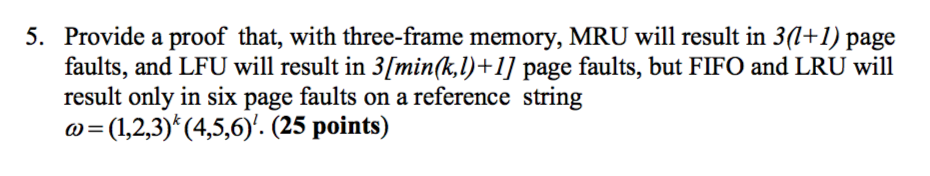 5. Provide a proof that, with three-frame memory, MRU will result in 3(l+1) page
faults, and LFU will result in 3[min(k,l)+1] page faults, but FIFO and LRU will
result only in six page faults on a reference string
ω=(1,2,3)ᵏ(4,5,6)ˡ. (25 points)